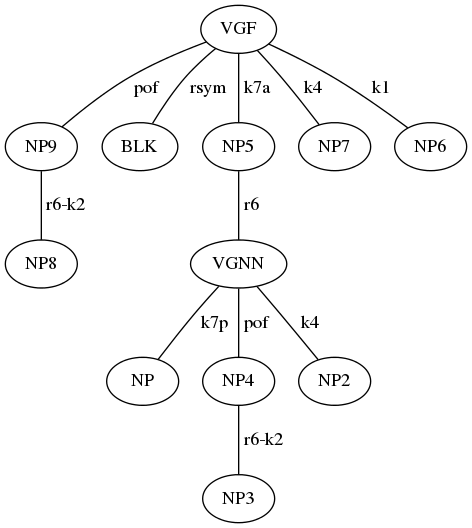 VGF
pof rsym k7a k4 k1
NP9 BLK NP5 NP7 NP6
r6-k2 r6
NP8 VGNN
k7p pof k4
NP NP4 NP2
r6-k2
NP3